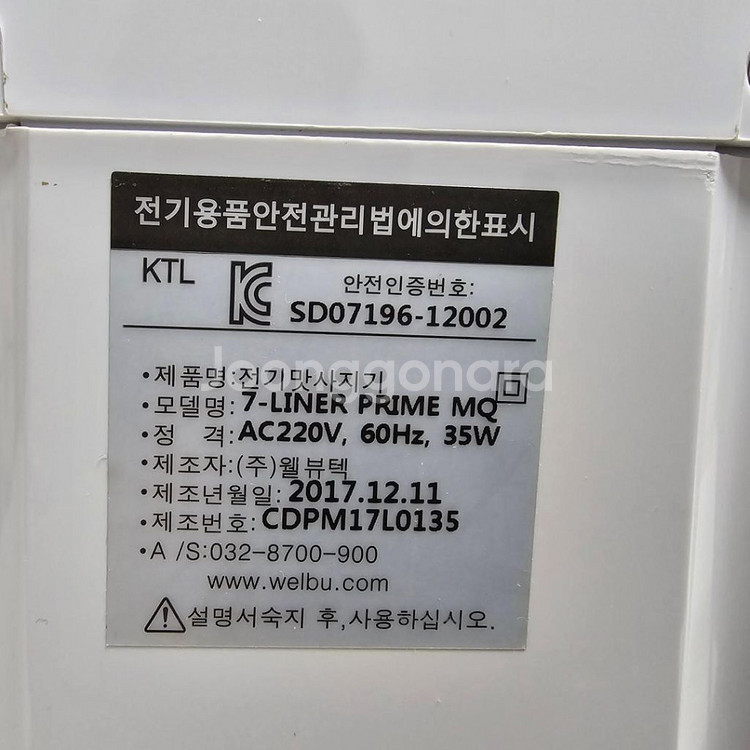 전기용품안전관리법에의한표시
KTL
안전인증번호:
SD07196-12002
•제품명:전기맛사지기
•모델명: 7-LINER PRIME MQ
•정 격: AC220V, 60Hz, 35W
•제조자:(주)웰뷰텍
•제조년월일: 2017.12.11
•제조번호: CDPM17L0135
•A /S:032-8700-900
www.welbu.com
설명서숙지 후,사용하십시오.
Joonggonara